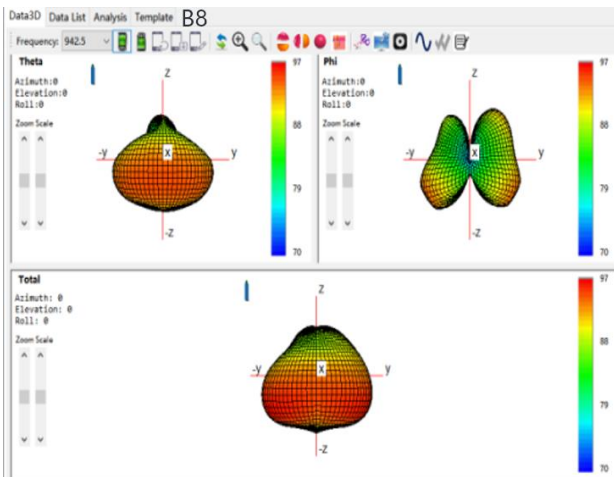 Data3D Data List Analysis Template B8
Frequency: 942.5
Theta
Azimuth:0
Elevation:0
Roll:0
Zoom Scale
Z
-y X y
-Z
97
88
79
70
Phi
Azimuth:0
Elevation:0
Roll:0
Zoom Scale
Z
-y X y
-Z
97
88
79
70
Total
Azimuth: 0
Elevation: 0
Roll: 0
Zoom Scale
Z
-y X y
-Z
97
88
79
70